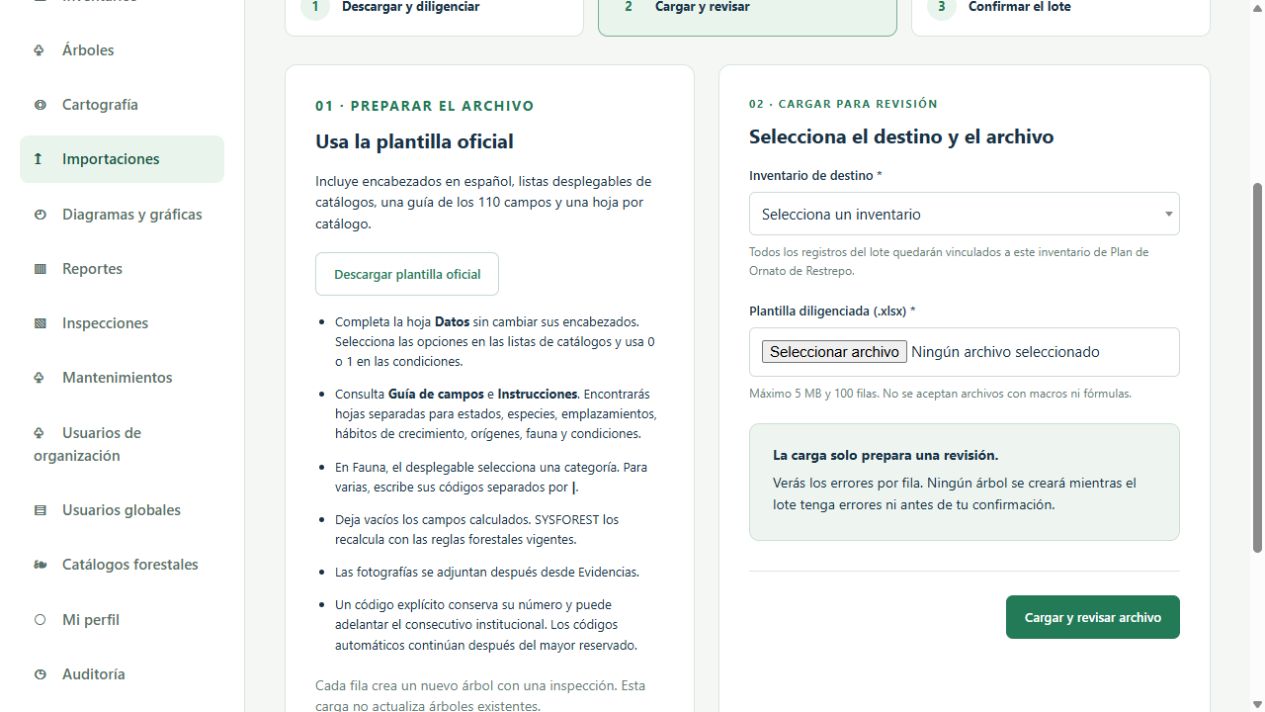 Inventarios
Árboles
Cartografía
Importaciones
Diagramas y gráficas
Reportes
Inspecciones
Mantenimientos
Usuarios de
organización
Usuarios globales
Catálogos forestales
Mi perfil
Auditoría
1 Descargar y diligenciar
2 Cargar y revisar
3 Confirmar el lote
01 · PREPARAR EL ARCHIVO
Usa la plantilla oficial
Incluye encabezados en español, listas desplegables de
catálogos, una guía de los 110 campos y una hoja por
catálogo.
Descargar plantilla oficial
• Completa la hoja Datos sin cambiar sus encabezados.
Selecciona las opciones en las listas de catálogos y usa 0
o 1 en las condiciones.
• Consulta Guía de campos e Instrucciones. Encontrarás
hojas separadas para estados, especies, emplazamientos,
hábitos de crecimiento, orígenes, fauna y condiciones.
• En Fauna, el desplegable selecciona una categoría. Para
varias, escribe sus códigos separados por |.
• Deja vacíos los campos calculados. SYSFOREST los
recalcula con las reglas forestales vigentes.
• Las fotografías se adjuntan después desde Evidencias.
• Un código explícito conserva su número y puede
adelantar el consecutivo institucional. Los códigos
automáticos continúan después del mayor reservado.
Cada fila crea un nuevo árbol con una inspección. Esta
carga no actualiza árboles existentes.
02 · CARGAR PARA REVISIÓN
Selecciona el destino y el archivo
Inventario de destino *
Selecciona un inventario
Todos los registros del lote quedarán vinculados a este inventario de Plan de
Ornato de Restrepo.
Plantilla diligenciada (.xlsx) *
Seleccionar archivo Ningún archivo seleccionado
Máximo 5 MB y 100 filas. No se aceptan archivos con macros ni fórmulas.
La carga solo prepara una revisión.
Verás los errores por fila. Ningún árbol se creará mientras el
lote tenga errores ni antes de tu confirmación.
Cargar y revisar archivo